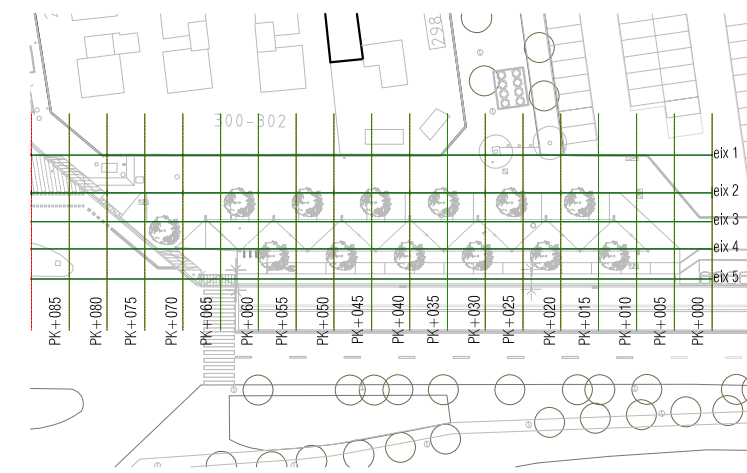 298
300-302
eix 1
eix 2
eix 3
eix 4
eix 5
PK+085
PK+080
PK+075
PK+070
PK+065
PK+060
PK+055
PK+050
PK+045
PK+040
PK+035
PK+030
PK+025
PK+020
PK+015
PK+010
PK+005
PK+000